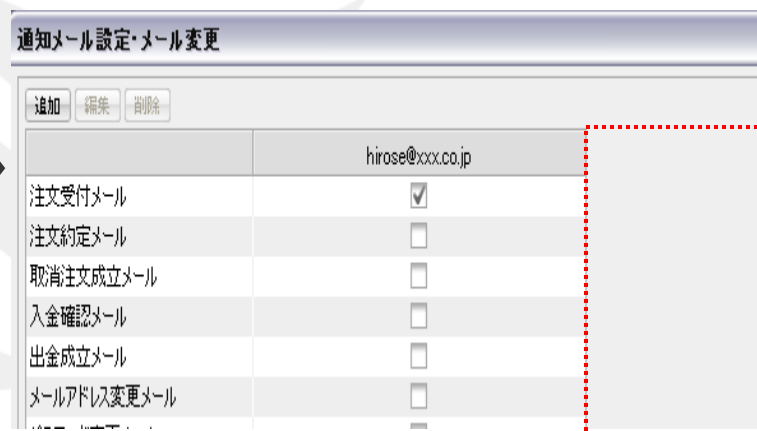 通知メール設定・メール変更
追加 編集 削除
hirose@xxx.co.jp
注文受付メール
注文約定メール
取消注文成立メール
入金確認メール
出金成立メール
メールアドレス変更メール